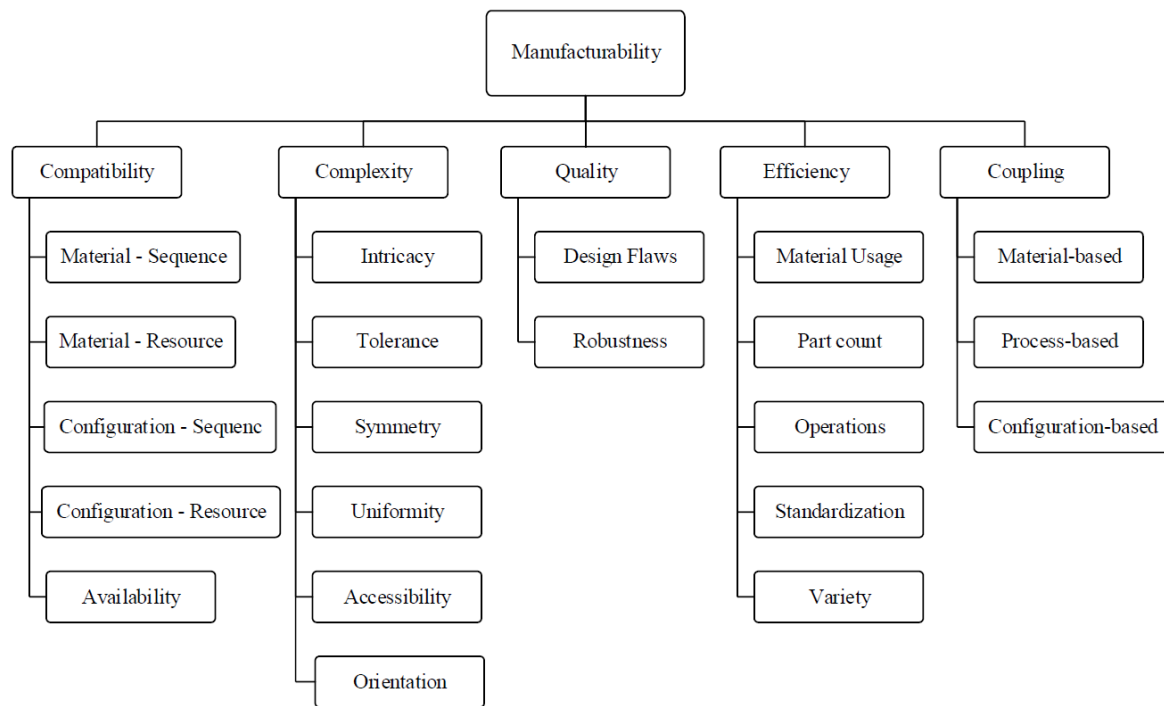 Manufacturability
Compatibility
Complexity
Quality
Efficiency
Coupling
Material - Sequence
Intricacy
Design Flaws
Material Usage
Material-based
Material - Resource
Tolerance
Robustness
Part count
Process-based
Configuration - Sequenc
Symmetry
Operations
Configuration-based
Configuration - Resource
Uniformity
Standardization
Availability
Accessibility
Variety
Orientation